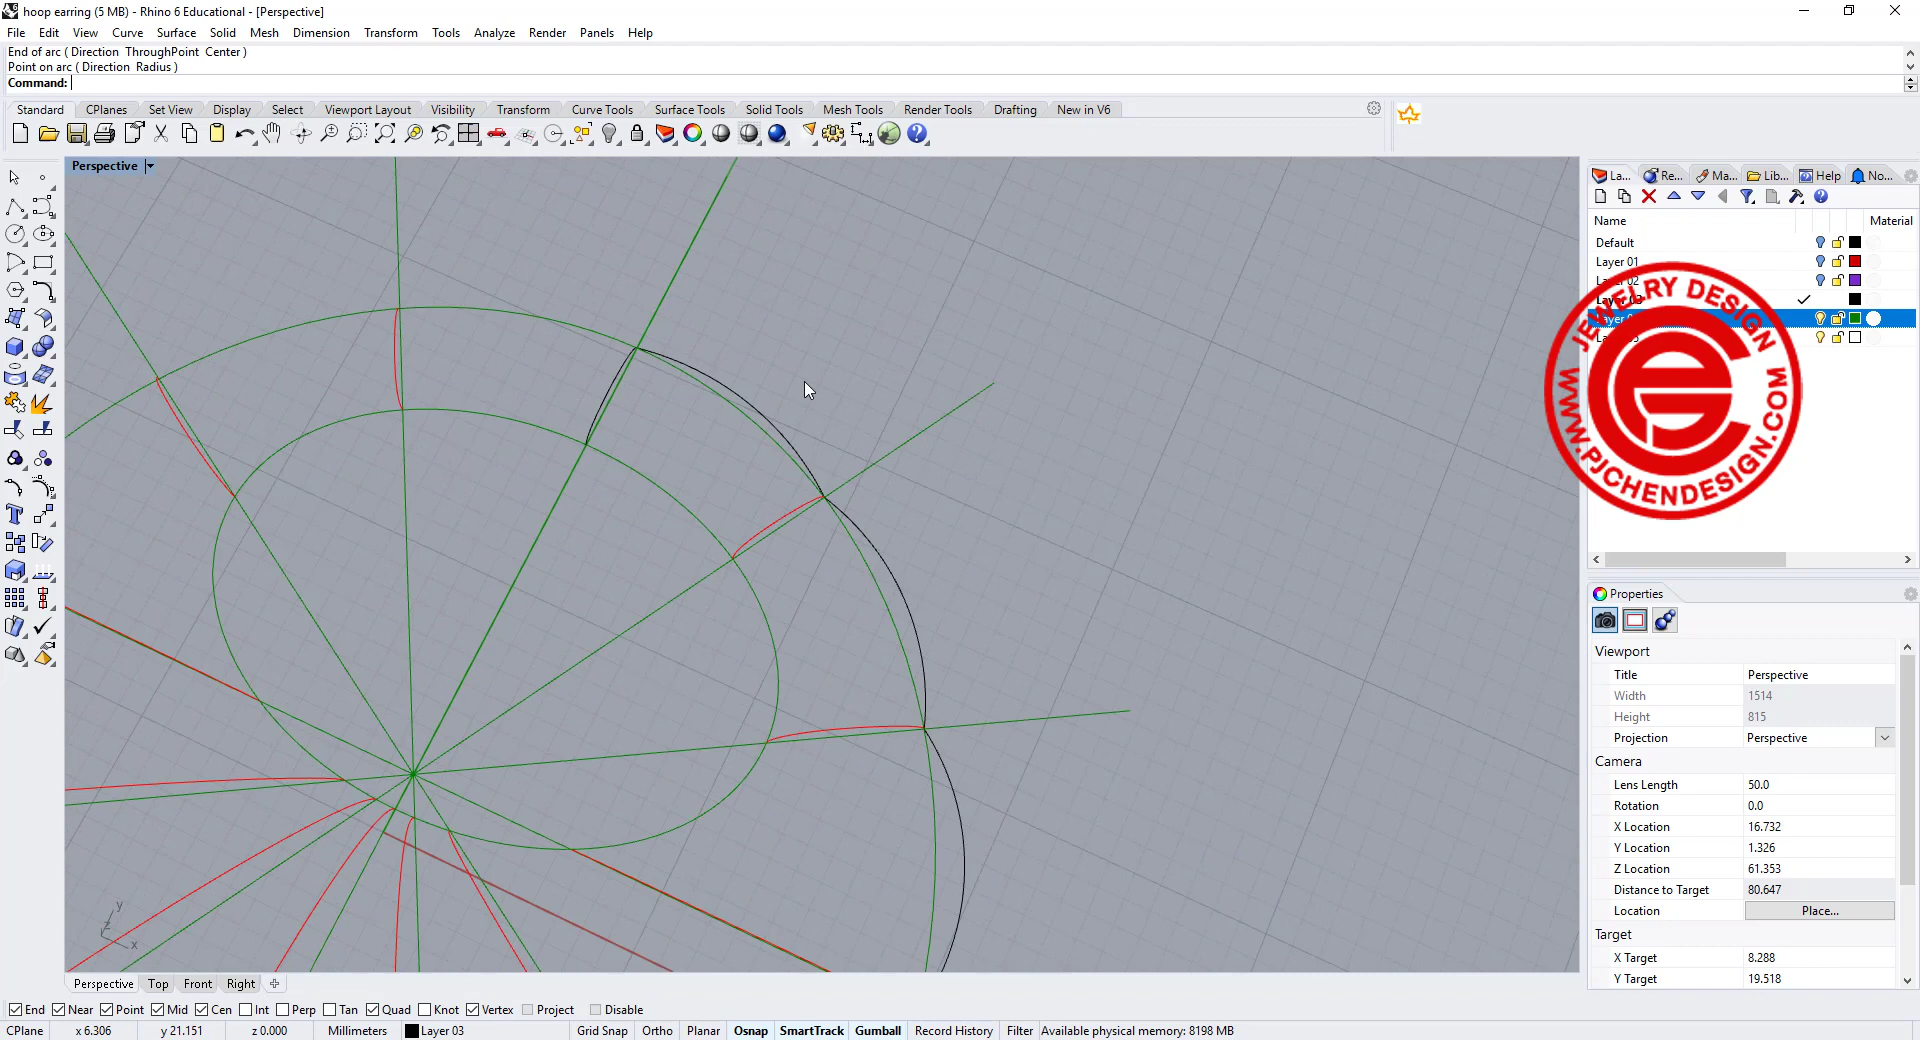 hoop earring (5 MB) - Rhino 6 Educational - [Perspective]
File Edit View Curve Surface Solid Mesh Dimension Transform Tools Analyze Render Panels Help
End of arc ( Direction ThroughPoint Center )
Point on arc ( Direction Radius )
Command:
Standard CPlanes Set View Display Select Viewport Layout Visibility Transform Curve Tools Surface Tools Solid Tools Mesh Tools Render Tools Drafting New in V6
Perspective
La... Re... Ma... Lib... Help No...
Name Material
Default
Layer 01
JEWELRY DESIGN
WWW.PJCHENDESIGN.COM
Properties
Viewport
Title Perspective
Width 1514
Height 815
Projection Perspective
Camera
Lens Length 50.0
Rotation 0.0
X Location 16.732
Y Location 1.326
Z Location 61.353
Distance to Target 80.647
Location Place...
Target
X Target 8.288
Y Target 19.518
y
z
x
Perspective Top Front Right
End Near Point Mid Cen Int Perp Tan Quad Knot Vertex Project Disable
CPlane x 6.306 y 21.151 z 0.000 Millimeters Layer 03 Grid Snap Ortho Planar Osnap SmartTrack Gumball Record History Filter Available physical memory: 8198 MB